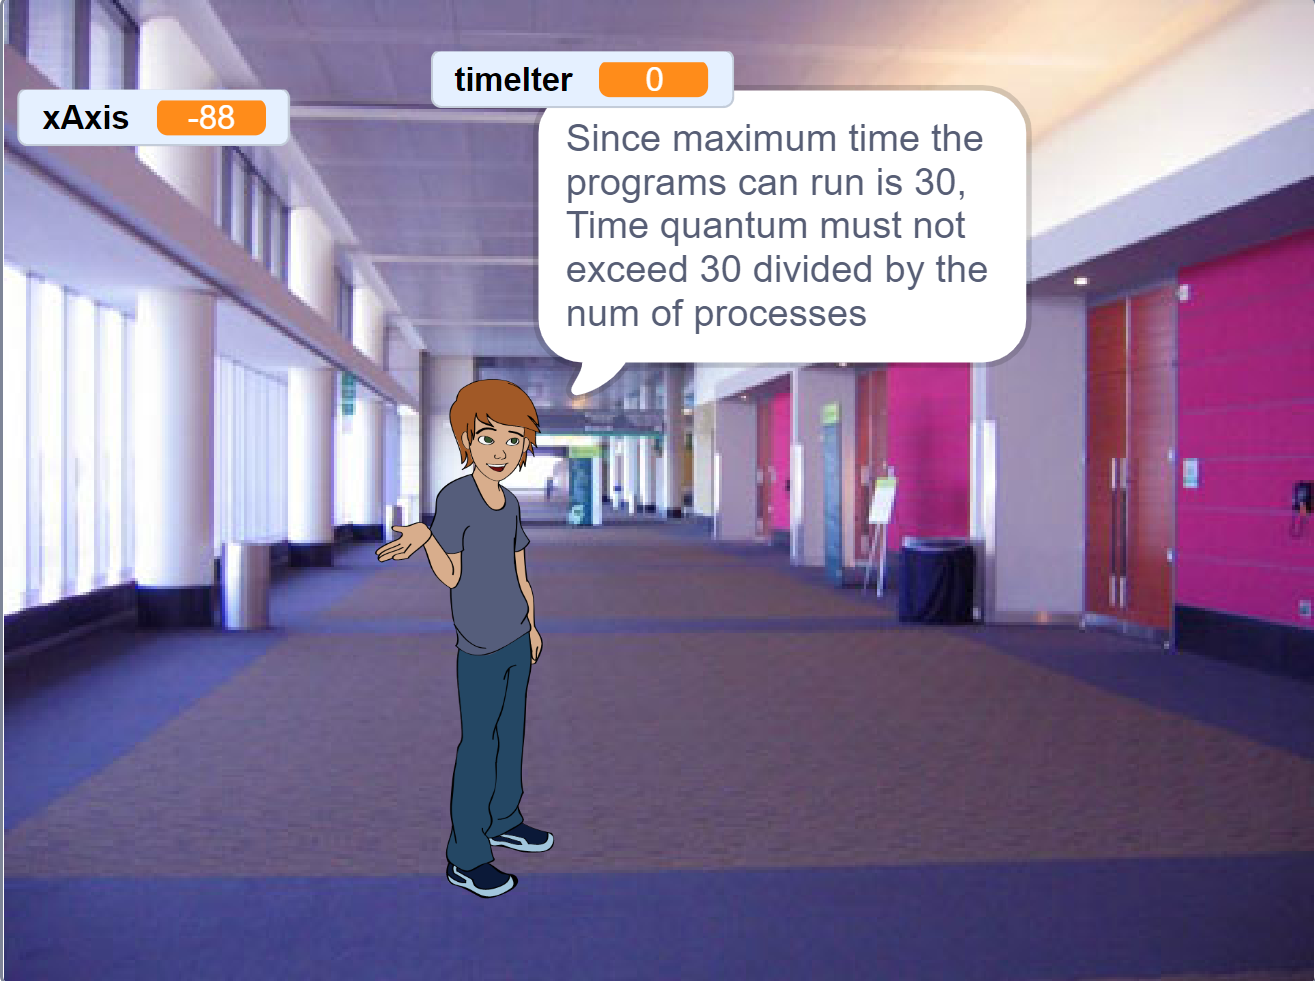 timeIter 0
xAxis -88
Since maximum time the
programs can run is 30,
Time quantum must not
exceed 30 divided by the
num of processes